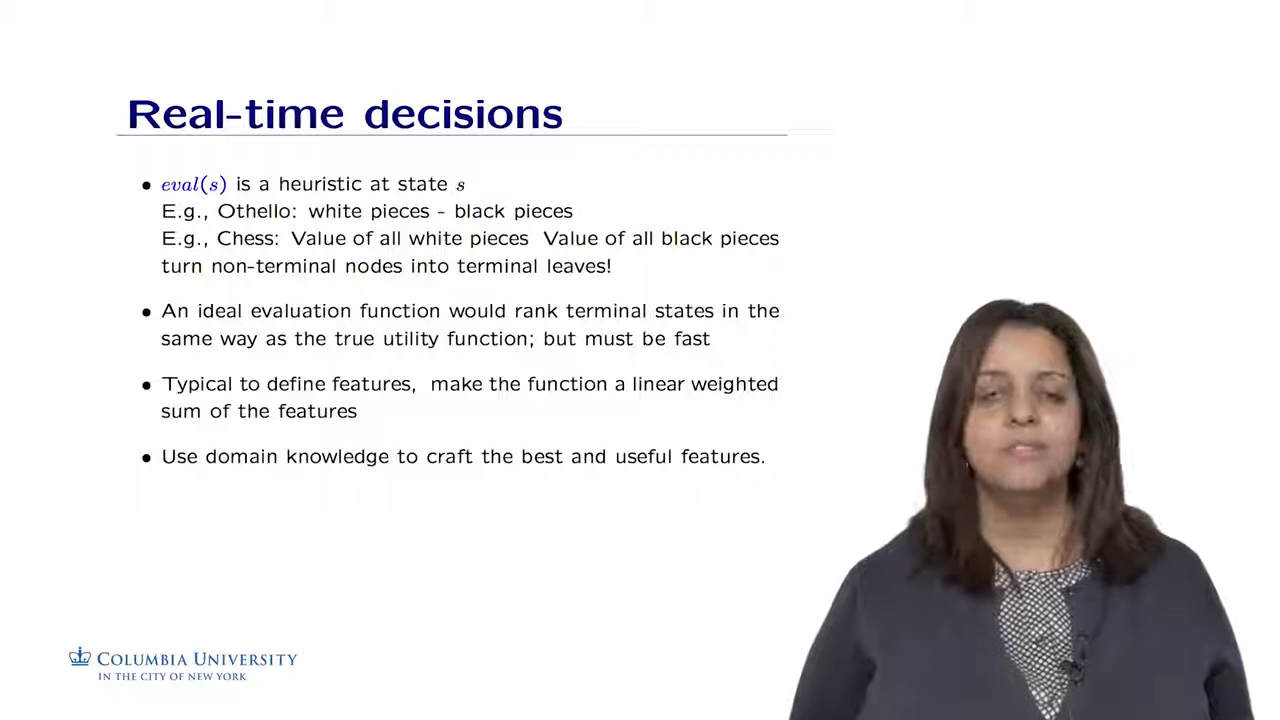 Real-time decisions
• eval(s) is a heuristic at state s
E.g., Othello: white pieces - black pieces
E.g., Chess: Value of all white pieces Value of all black pieces
turn non-terminal nodes into terminal leaves!
• An ideal evaluation function would rank terminal states in the
same way as the true utility function; but must be fast
• Typical to define features, make the function a linear weighted
sum of the features
• Use domain knowledge to craft the best and useful features.
COLUMBIA UNIVERSITY
IN THE CITY OF NEW YORK